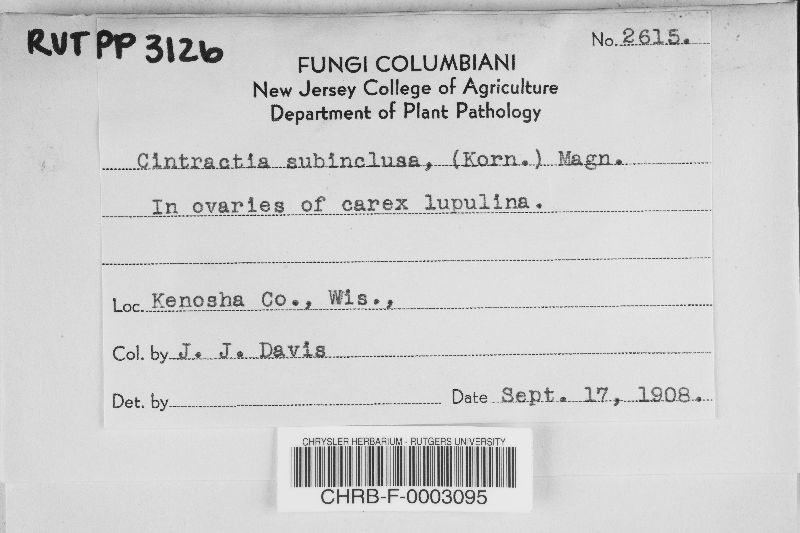 RUTPP 3126
No. 2615.
FUNGI COLUMBIANI
New Jersey College of Agriculture
Department of Plant Pathology
Cintractia subinclusa, (Korn.) Magn.
In ovaries of carex lupulina.
Loc. Kenosha Co., Wis.,
Col. by J. J. Davis
Det. by Date Sept. 17, 1908.
CHRYSLER HERBARIUM - RUTGERS UNIVERSITY
CHRB-F-0003095